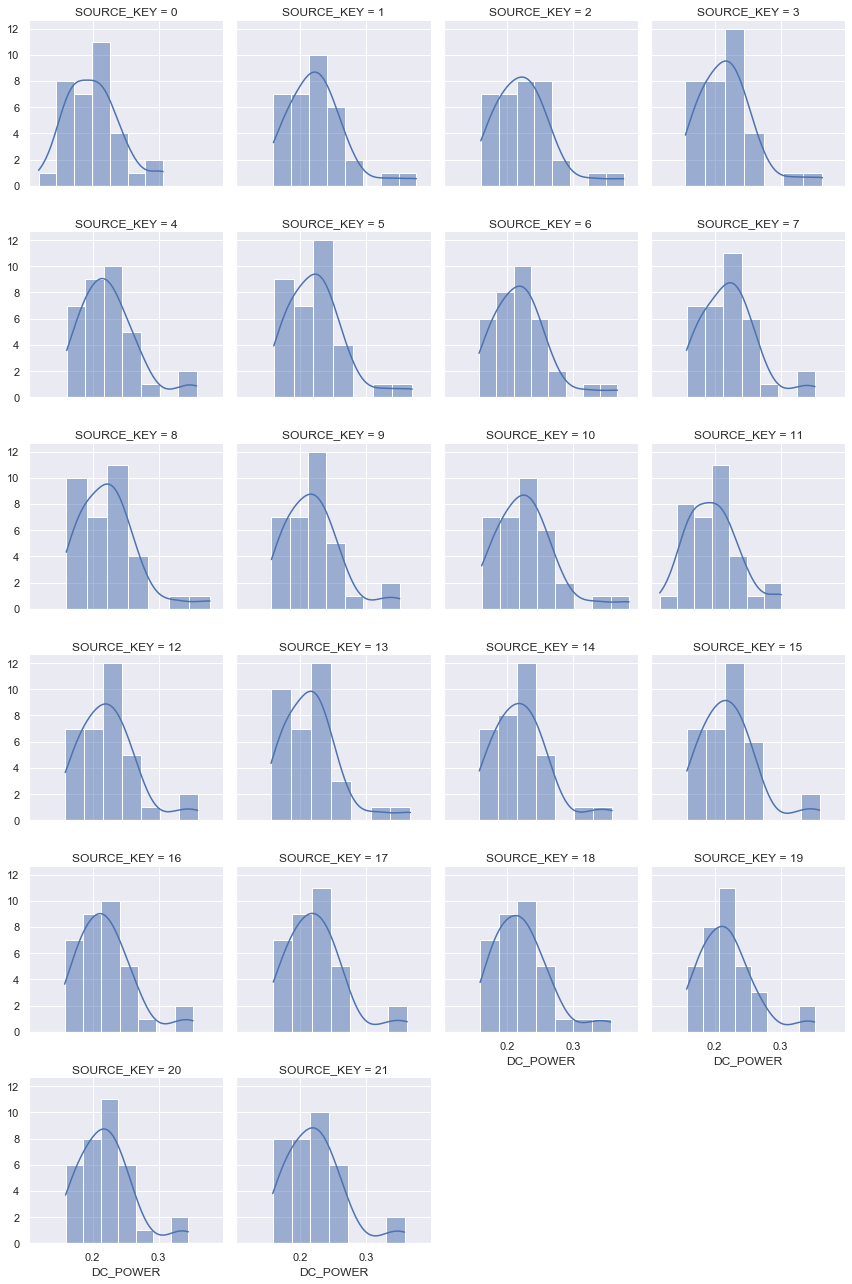 SOURCE_KEY = 0
SOURCE_KEY = 1
SOURCE_KEY = 2
SOURCE_KEY = 3
12
10
8
6
4
2
0
SOURCE_KEY = 4
SOURCE_KEY = 5
SOURCE_KEY = 6
SOURCE_KEY = 7
12
10
8
6
4
2
0
SOURCE_KEY = 8
SOURCE_KEY = 9
SOURCE_KEY = 10
SOURCE_KEY = 11
12
10
8
6
4
2
0
SOURCE_KEY = 12
SOURCE_KEY = 13
SOURCE_KEY = 14
SOURCE_KEY = 15
12
10
8
6
4
2
0
SOURCE_KEY = 16
SOURCE_KEY = 17
SOURCE_KEY = 18
SOURCE_KEY = 19
12
10
8
6
4
2
0
0.2 0.3
DC_POWER
0.2 0.3
DC_POWER
SOURCE_KEY = 20
SOURCE_KEY = 21
12
10
8
6
4
2
0
0.2 0.3
DC_POWER
0.2 0.3
DC_POWER